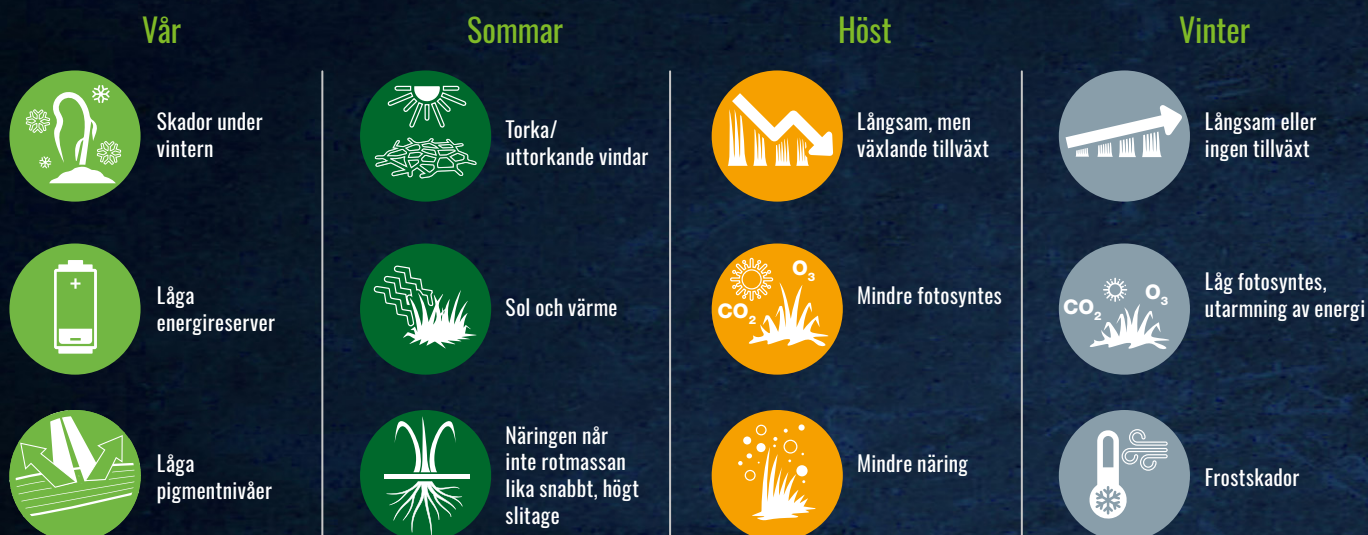 Vår
Skador under
vintern
Låga
energireserver
Låga
pigmentnivåer
Sommar
Torka/
uttorkande vindar
Sol och värme
Näringen når
inte rotmassan
lika snabbt, högt
slitage
Höst
Långsam, men
växlande tillväxt
O3
CO2
Mindre fotosyntes
Mindre näring
Vinter
Långsam eller
ingen tillväxt
O3
CO2
Låg fotosyntes,
utarmning av energi
Frostskador